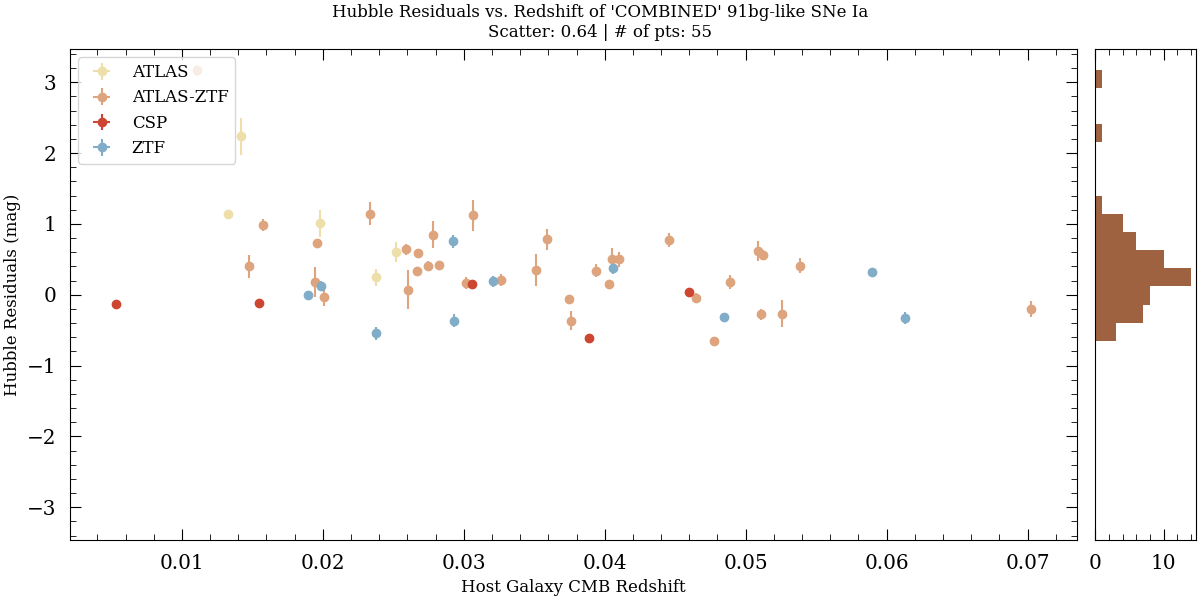 Hubble Residuals vs. Redshift of 'COMBINED' 91bg-like SNe Ia
Scatter: 0.64 | # of pts: 55
ATLAS
ATLAS-ZTF
CSP
ZTF
Hubble Residuals (mag)
3
2
1
0
−1
−2
−3
0.01 0.02 0.03 0.04 0.05 0.06 0.07
0 10
Host Galaxy CMB Redshift